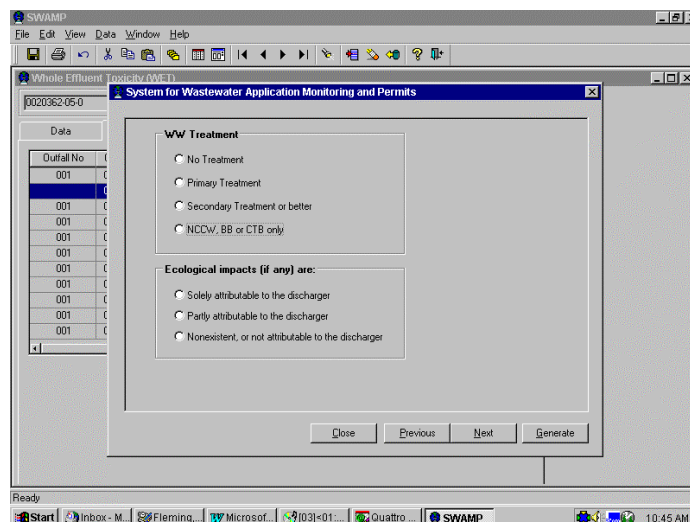 SWAMP
File Edit View Data Window Help
Whole Effluent Toxicity (WET)
0020362-05-0
System for Wastewater Application Monitoring and Permits
Data
Outfall No
001
001
001
001
001
001
001
001
001
001
WW Treatment
No Treatment
Primary Treatment
Secondary Treatment or better
NCCW, BB or CTB only
Ecological impacts (if any) are:
Solely attributable to the discharger
Partly attributable to the discharger
Nonexistent, or not attributable to the discharger
Close Previous Next Generate
Ready
Start Inbox - M... Fleming,... Microsof... [03]<01:... Quattro ... SWAMP 10:45 AM